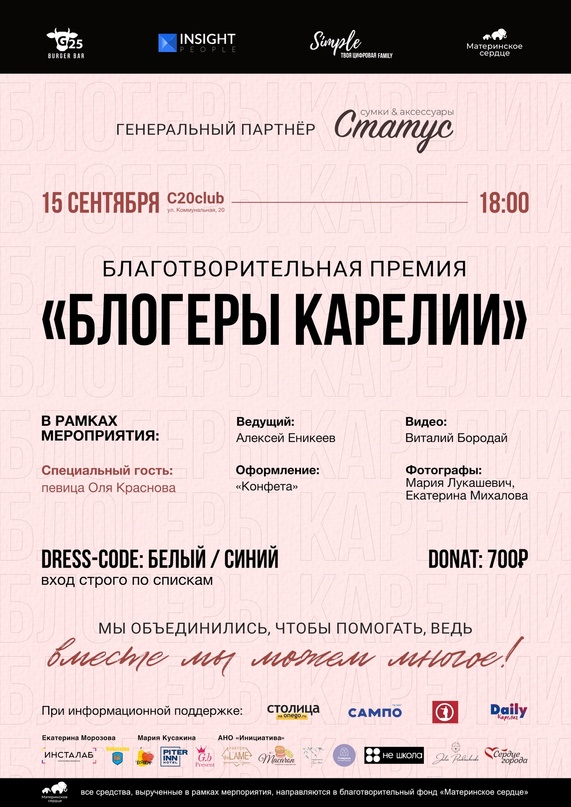 G25
BURGER BAR
INSIGHT
PEOPLE
Simple
ТВОЯ ЦИФРОВАЯ FAMILY
Материнское
сердце
ГЕНЕРАЛЬНЫЙ ПАРТНЁР
сумки & аксессуары
Статус
15 СЕНТЯБРЯ
C20club
ул. Коммунальная, 20
18:00
БЛАГОТВОРИТЕЛЬНАЯ ПРЕМИЯ
«БЛОГЕРЫ КАРЕЛИИ»
В РАМКАХ
МЕРОПРИЯТИЯ:
Ведущий:
Алексей Еникеев
Видео:
Виталий Бородай
Специальный гость:
певица Оля Краснова
Оформление:
«Конфета»
Фотографы:
Мария Лукашевич,
Екатерина Михалова
DRESS-CODE: БЕЛЫЙ / СИНИЙ
вход строго по спискам
DONAT: 700₽
МЫ ОБЪЕДИНИЛИСЬ, ЧТОБЫ ПОМОГАТЬ, ВЕДЬ
вместе мы можем многое!
При информационной поддержке:
СТОЛИЦА
на onego.ru
САМПО
Daily
Карелия
Екатерина Морозова
Мария Кусакина
АНО «Инициатива»
ИНСТАЛАБ
PITER
INN
HOTEL
G.b
Present
LAME
Macaron
не школа
Сердце
города
Материнское
сердце
все средства, вырученные в рамках мерпориятия, направляются в благотворительный фонд «Материнское сердце»